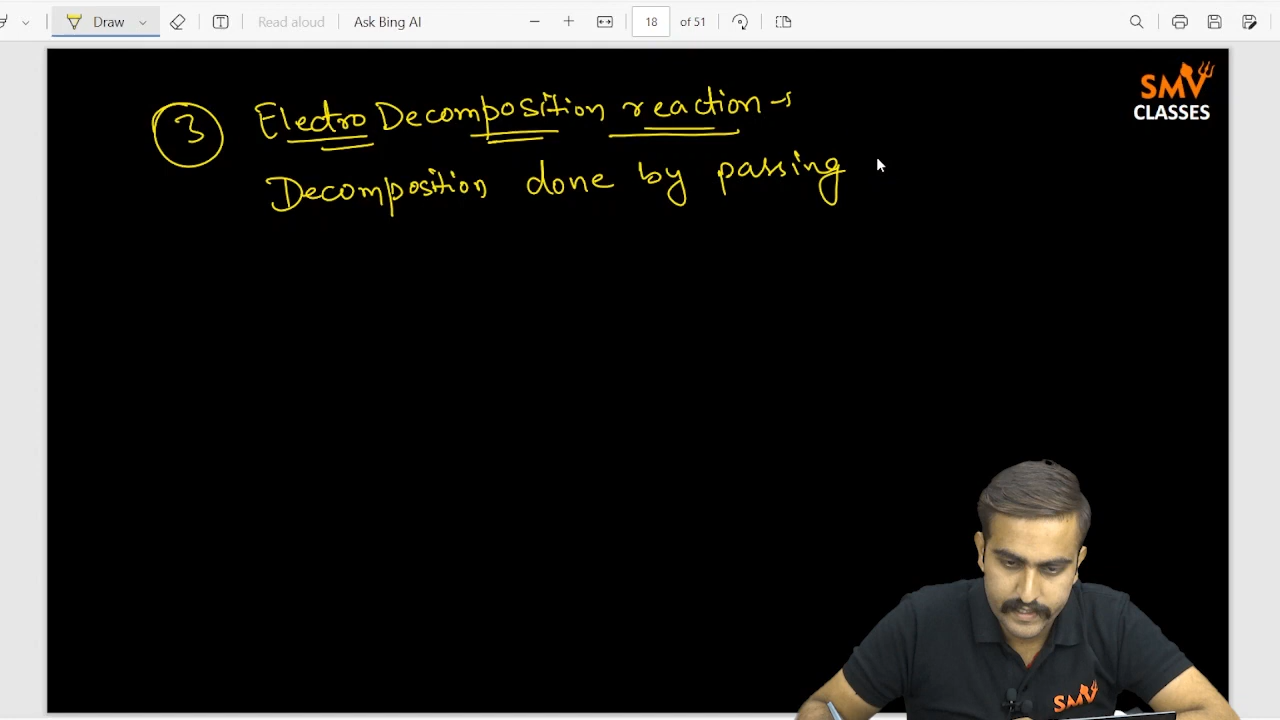 Draw
Read aloud
Ask Bing AI
18 of 51
SMV
CLASSES
3 Electro Decomposition reaction →
Decomposition done by passing
SMV